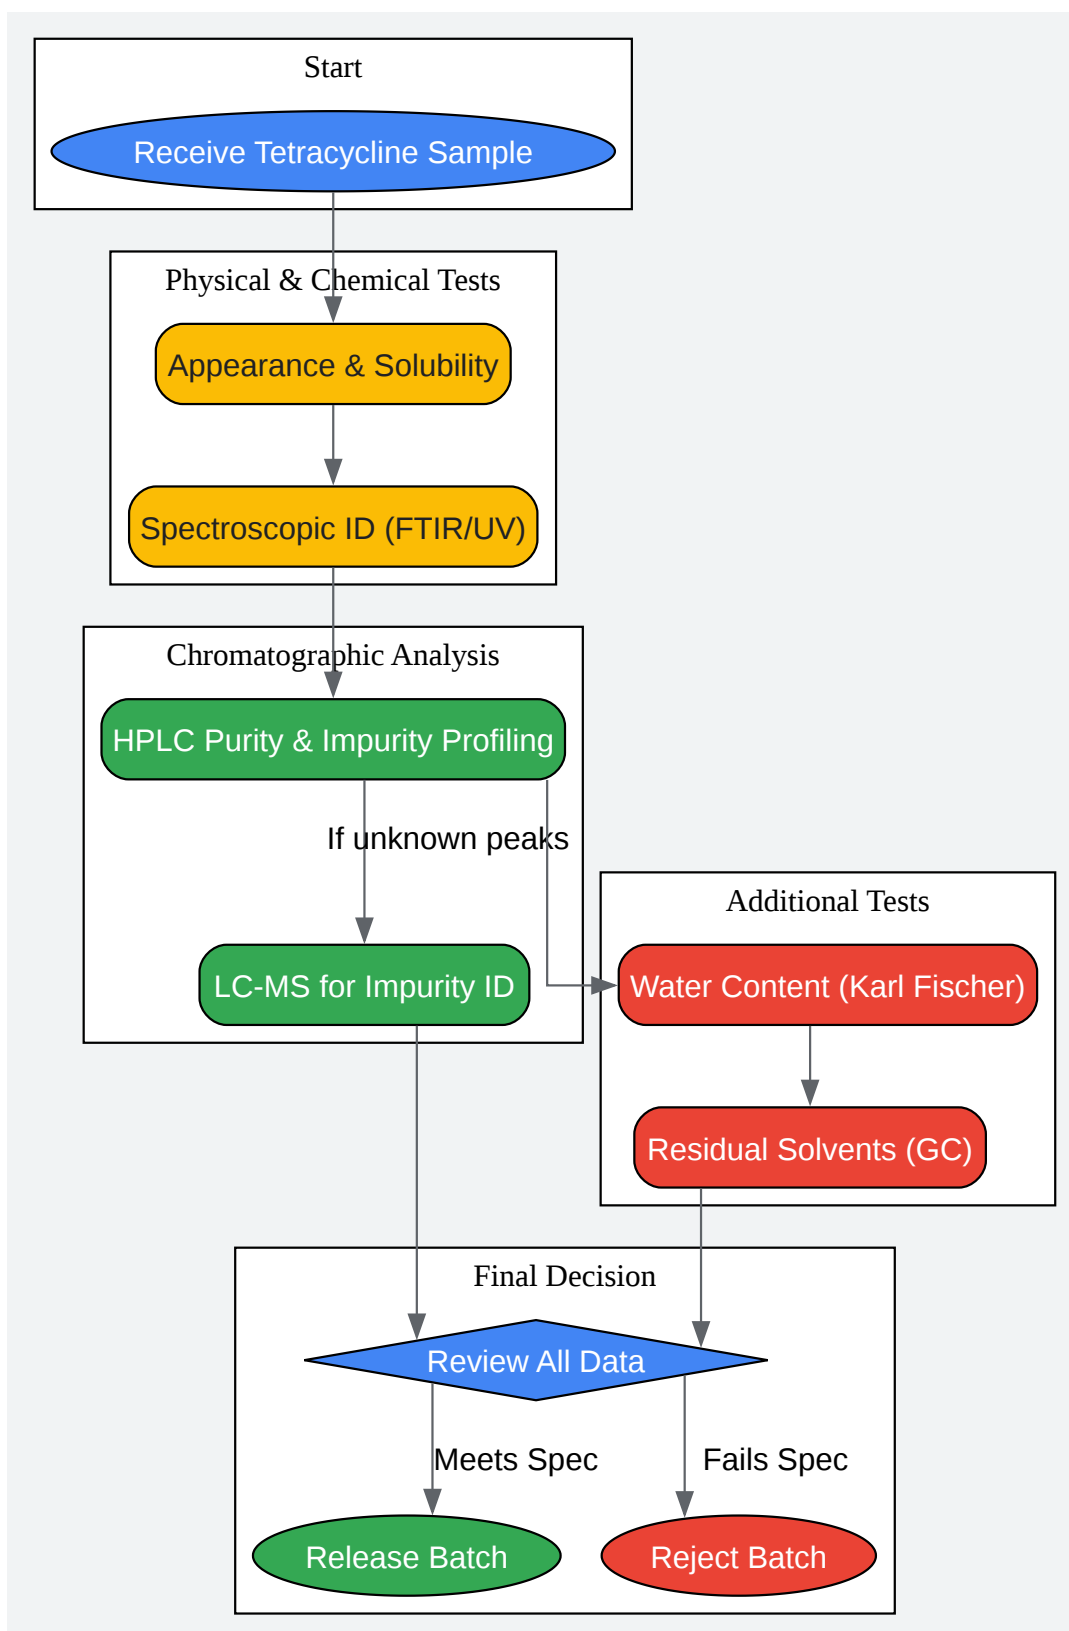 Start
Receive Tetracycline Sample
Physical & Chemical Tests
Appearance & Solubility
Spectroscopic ID (FTIR/UV)
Chromatographic Analysis
HPLC Purity & Impurity Profiling
If unknown peaks
Additional Tests
LC-MS for Impurity ID
Water Content (Karl Fischer)
Residual Solvents (GC)
Final Decision
Review All Data
Meets Spec
Fails Spec
Release Batch
Reject Batch